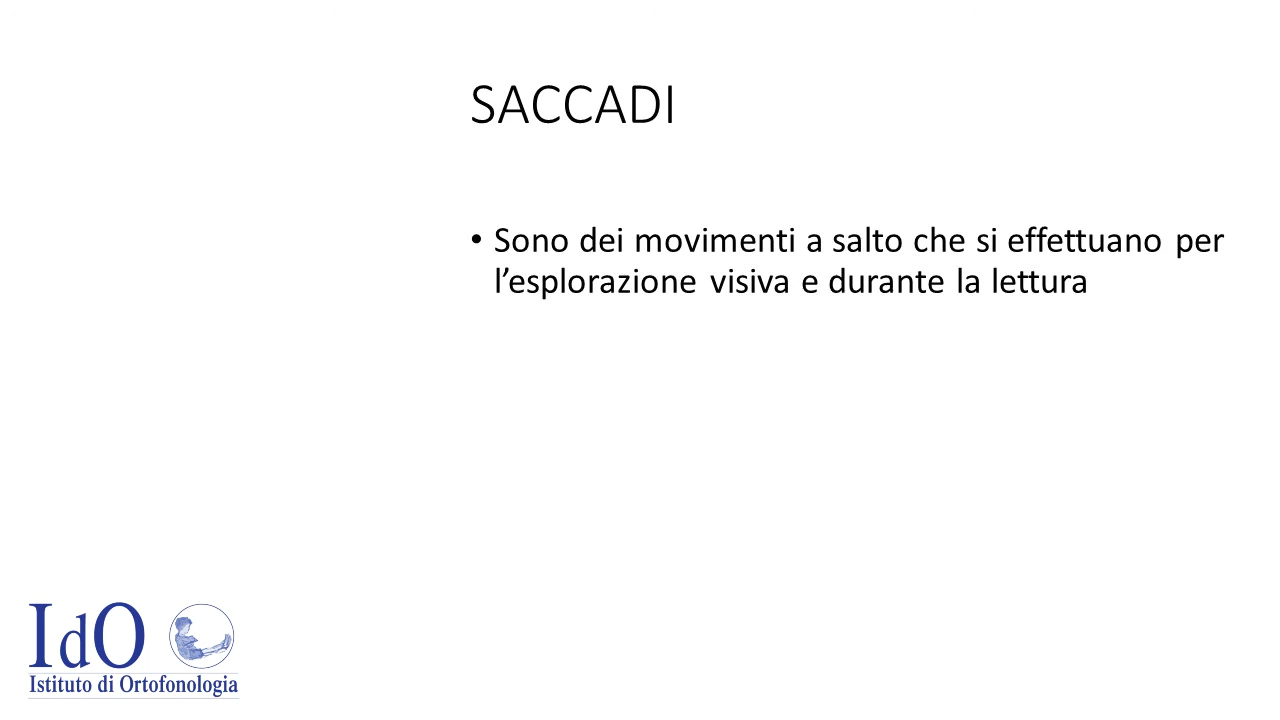 SACCADI
• Sono dei movimenti a salto che si effettuano per
l’esplorazione visiva e durante la lettura
IdO
Istituto di Ortofonologia